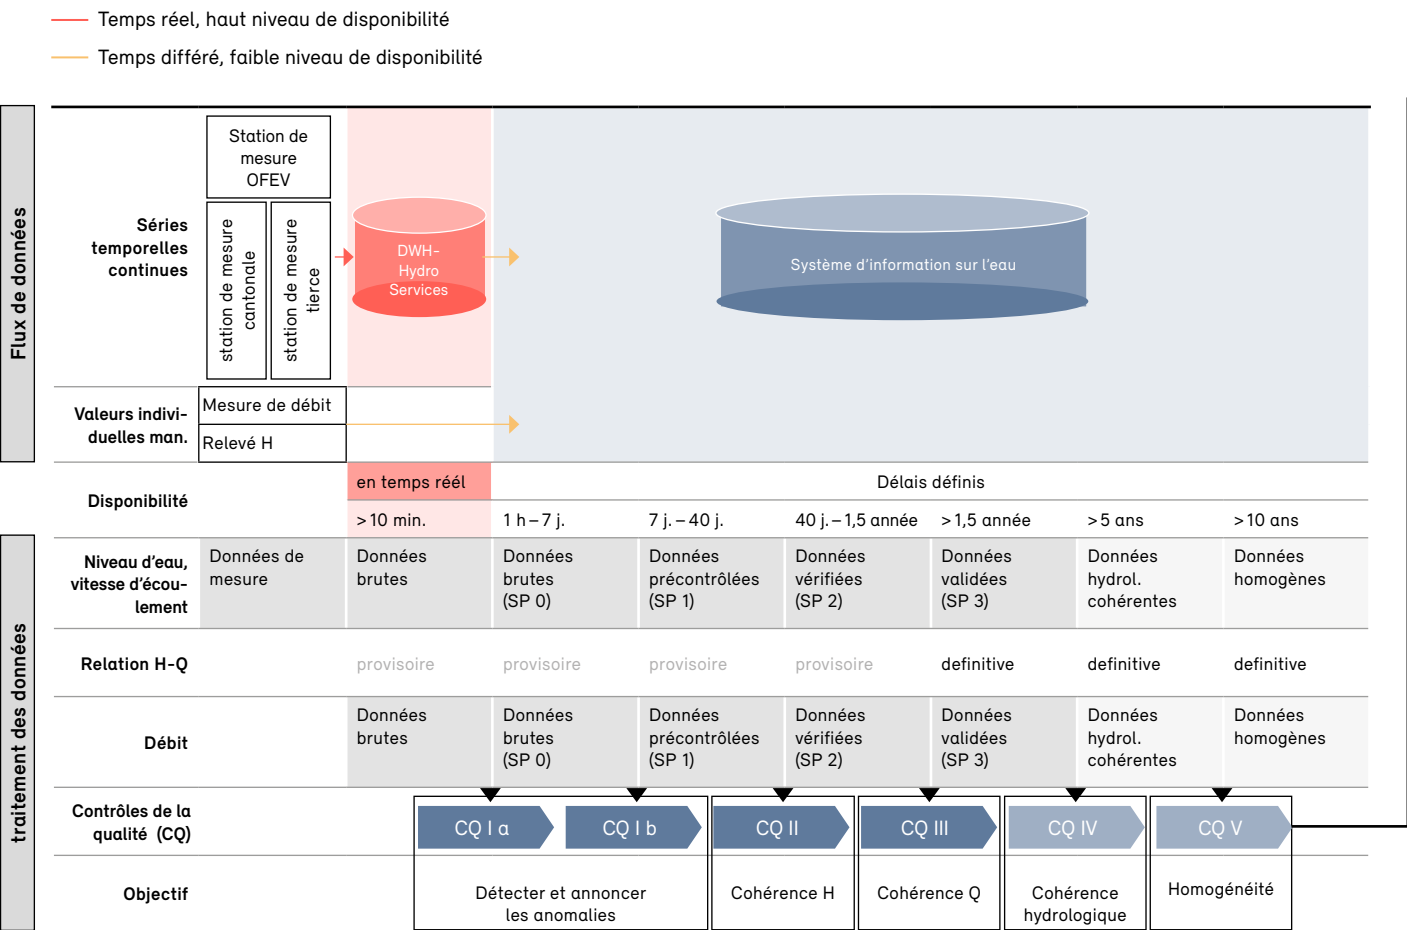 Temps réel, haut niveau de disponibilité
Temps différé, faible niveau de disponibilité
Flux de données
Séries
temporelles
continues
Station de
mesure
OFEV
station de mesure
cantonale
station de mesure
tierce
DWH-
Hydro
Services
Système d'information sur l'eau
Valeurs indivi-
duelles man.
Mesure de débit
Relevé H
Disponibilité
en temps réél
Délais définis
> 10 min.
1 h – 7 j.
7 j. – 40 j.
40 j. – 1,5 année
> 1,5 année
> 5 ans
> 10 ans
traitement des données
Niveau d'eau,
vitesse d'écou-
lement
Données de
mesure
Données
brutes
Données
brutes
(SP 0)
Données
précontrôlées
(SP 1)
Données
vérifiées
(SP 2)
Données
validées
(SP 3)
Données
hydrol.
cohérentes
Données
homogènes
Relation H-Q
provisoire
provisoire
provisoire
provisoire
definitive
definitive
definitive
Débit
Données
brutes
Données
brutes
(SP 0)
Données
précontrôlées
(SP 1)
Données
vérifiées
(SP 2)
Données
validées
(SP 3)
Données
hydrol.
cohérentes
Données
homogènes
Contrôles de la
qualité (CQ)
CQ I a
CQ I b
CQ II
CQ III
CQ IV
CQ V
Objectif
Détecter et annoncer
les anomalies
Cohérence H
Cohérence Q
Cohérence
hydrologique
Homogénéité